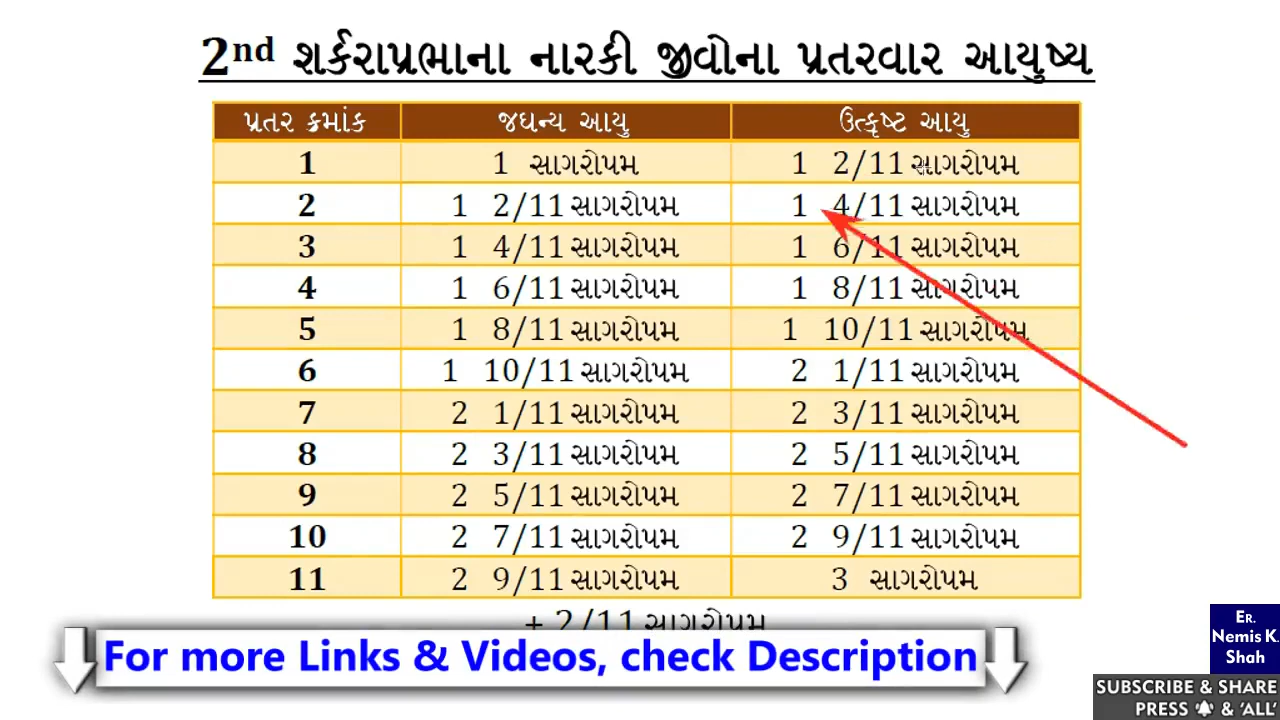 2nd શર્કરાપ્રભાના નારકી જીવોના પ્રતરવાર આયુષ્ય
પ્રતર ક્રમાંક જઘન્ય આયુ ઉત્કૃષ્ટ આયુ
1 1 સાગરોપમ 1 2/11 સાગરોપમ
2 1 2/11 સાગરોપમ 1 4/11 સાગરોપમ
3 1 4/11 સાગરોપમ 1 6/11 સાગરોપમ
4 1 6/11 સાગરોપમ 1 8/11 સાગરોપમ
5 1 8/11 સાગરોપમ 1 10/11 સાગરોપમ
6 1 10/11 સાગરોપમ 2 1/11 સાગરોપમ
7 2 1/11 સાગરોપમ 2 3/11 સાગરોપમ
8 2 3/11 સાગરોપમ 2 5/11 સાગરોપમ
9 2 5/11 સાગરોપમ 2 7/11 સાગરોપમ
10 2 7/11 સાગરોપમ 2 9/11 સાગરોપમ
11 2 9/11 સાગરોપમ 3 સાગરોપમ
+ 2/11 સાગરોપમ
For more Links & Videos, check Description
ER.
Nemis K.
Shah
SUBSCRIBE & SHARE
PRESS & 'ALL'